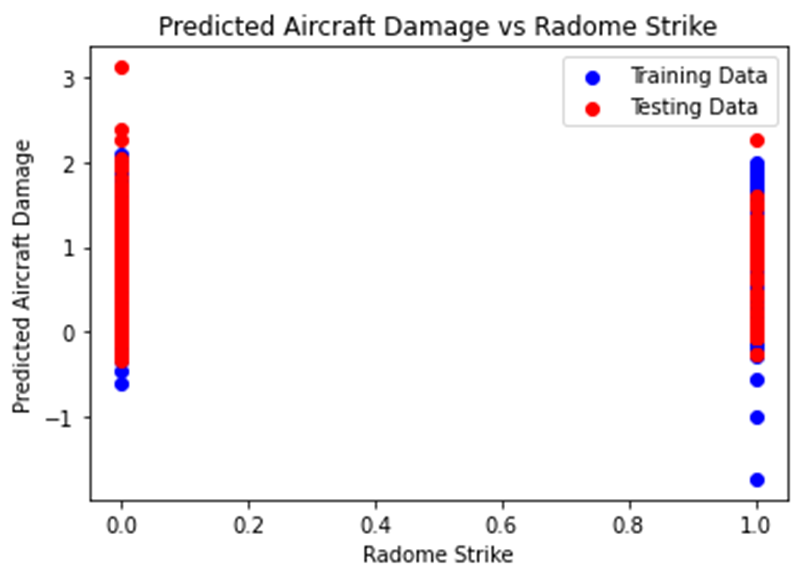 Predicted Aircraft Damage vs Radome Strike
Training Data
Testing Data
Predicted Aircraft Damage
3
2
1
0
−1
0.0 0.2 0.4 0.6 0.8 1.0
Radome Strike